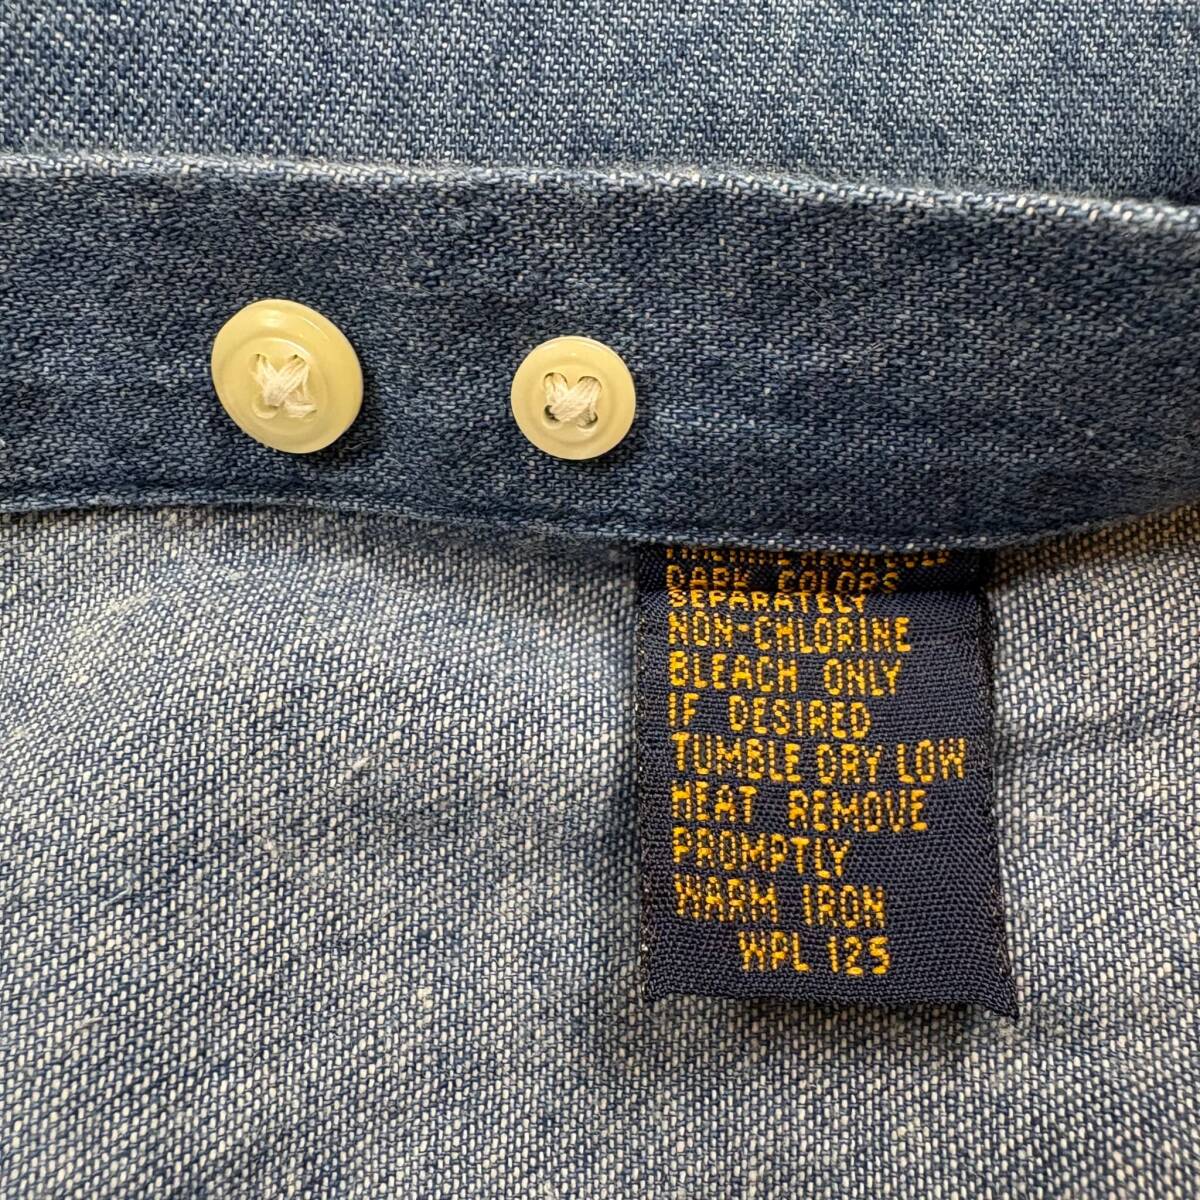 DARK COLORS
SEPARATELY
NON-CHLORINE
BLEACH ONLY
IF DESIRED
TUMBLE DRY LOW
HEAT REMOVE
PROMPTLY
WARM IRON
WPL 125